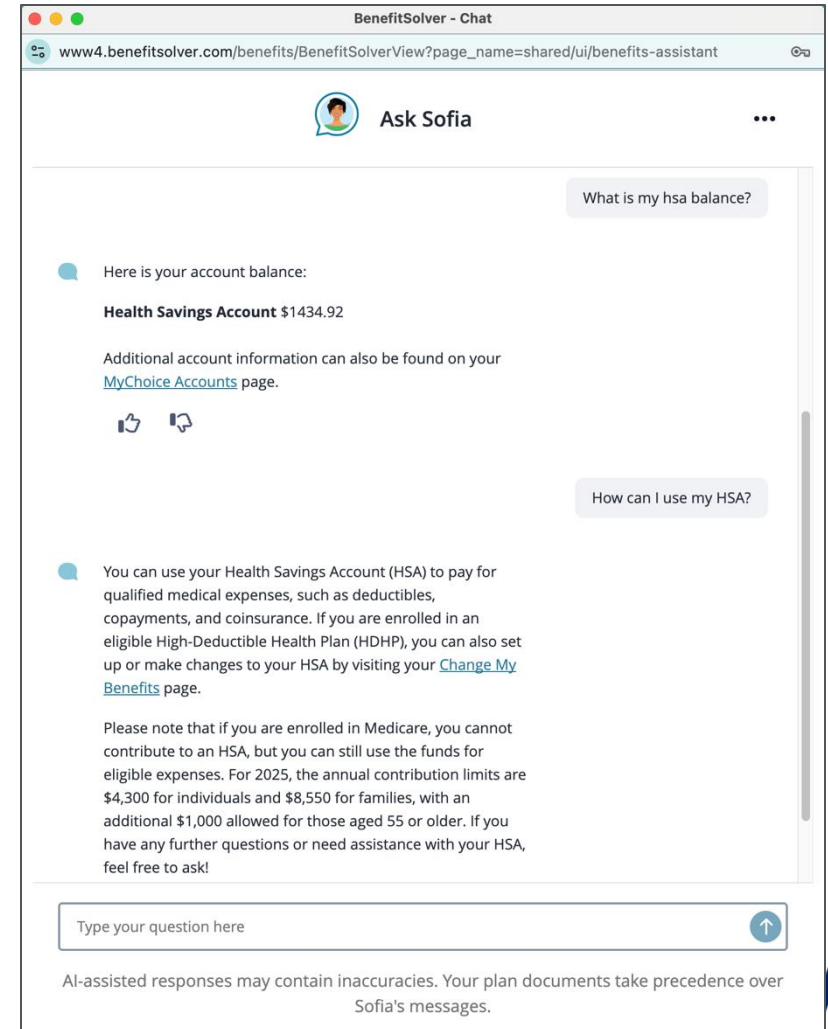 BenefitSolver - Chat
www4.benefitsolver.com/benefits/BenefitSolverView?page_name=shared/ui/benefits-assistant
Ask Sofia
What is my hsa balance?
Here is your account balance:
Health Savings Account $1434.92
Additional account information can also be found on your
MyChoice Accounts page.
How can I use my HSA?
You can use your Health Savings Account (HSA) to pay for
qualified medical expenses, such as deductibles,
copayments, and coinsurance. If you are enrolled in an
eligible High-Deductible Health Plan (HDHP), you can also set
up or make changes to your HSA by visiting your Change My
Benefits page.
Please note that if you are enrolled in Medicare, you cannot
contribute to an HSA, but you can still use the funds for
eligible expenses. For 2025, the annual contribution limits are
$4,300 for individuals and $8,550 for families, with an
additional $1,000 allowed for those aged 55 or older. If you
have any further questions or need assistance with your HSA,
feel free to ask!
Type your question here
AI-assisted responses may contain inaccuracies. Your plan documents take precedence over
Sofia's messages.